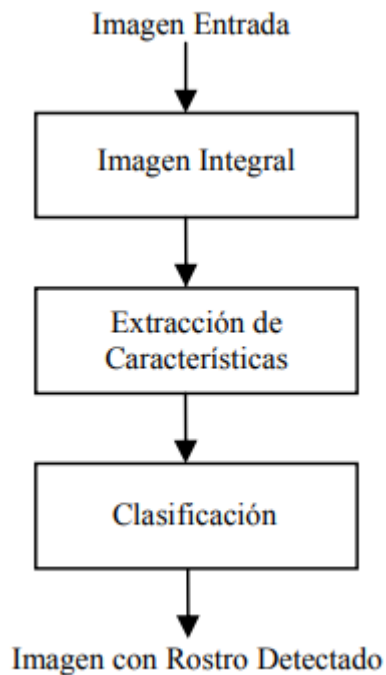 Imagen Entrada
Imagen Integral
Extracción de
Características
Clasificación
Imagen con Rostro Detectado